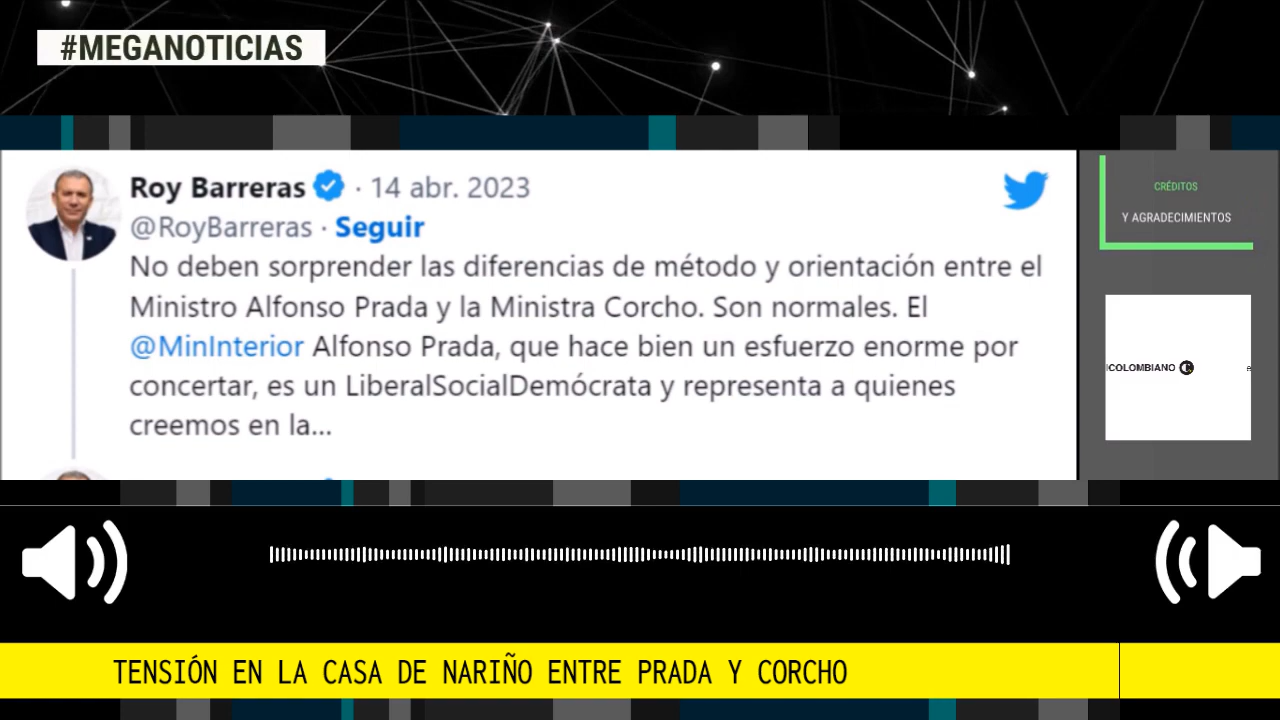 #MEGANOTICIAS
Roy Barreras · 14 abr. 2023
@RoyBarreras · Seguir
No deben sorprender las diferencias de método y orientación entre el
Ministro Alfonso Prada y la Ministra Corcho. Son normales. El
@MinInterior Alfonso Prada, que hace bien un esfuerzo enorme por
concertar, es un LiberalSocialDemócrata y representa a quienes
creemos en la...
CRÉDITOS
Y AGRADECIMIENTOS
COLOMBIANO
TENSIÓN EN LA CASA DE NARIÑO ENTRE PRADA Y CORCHO